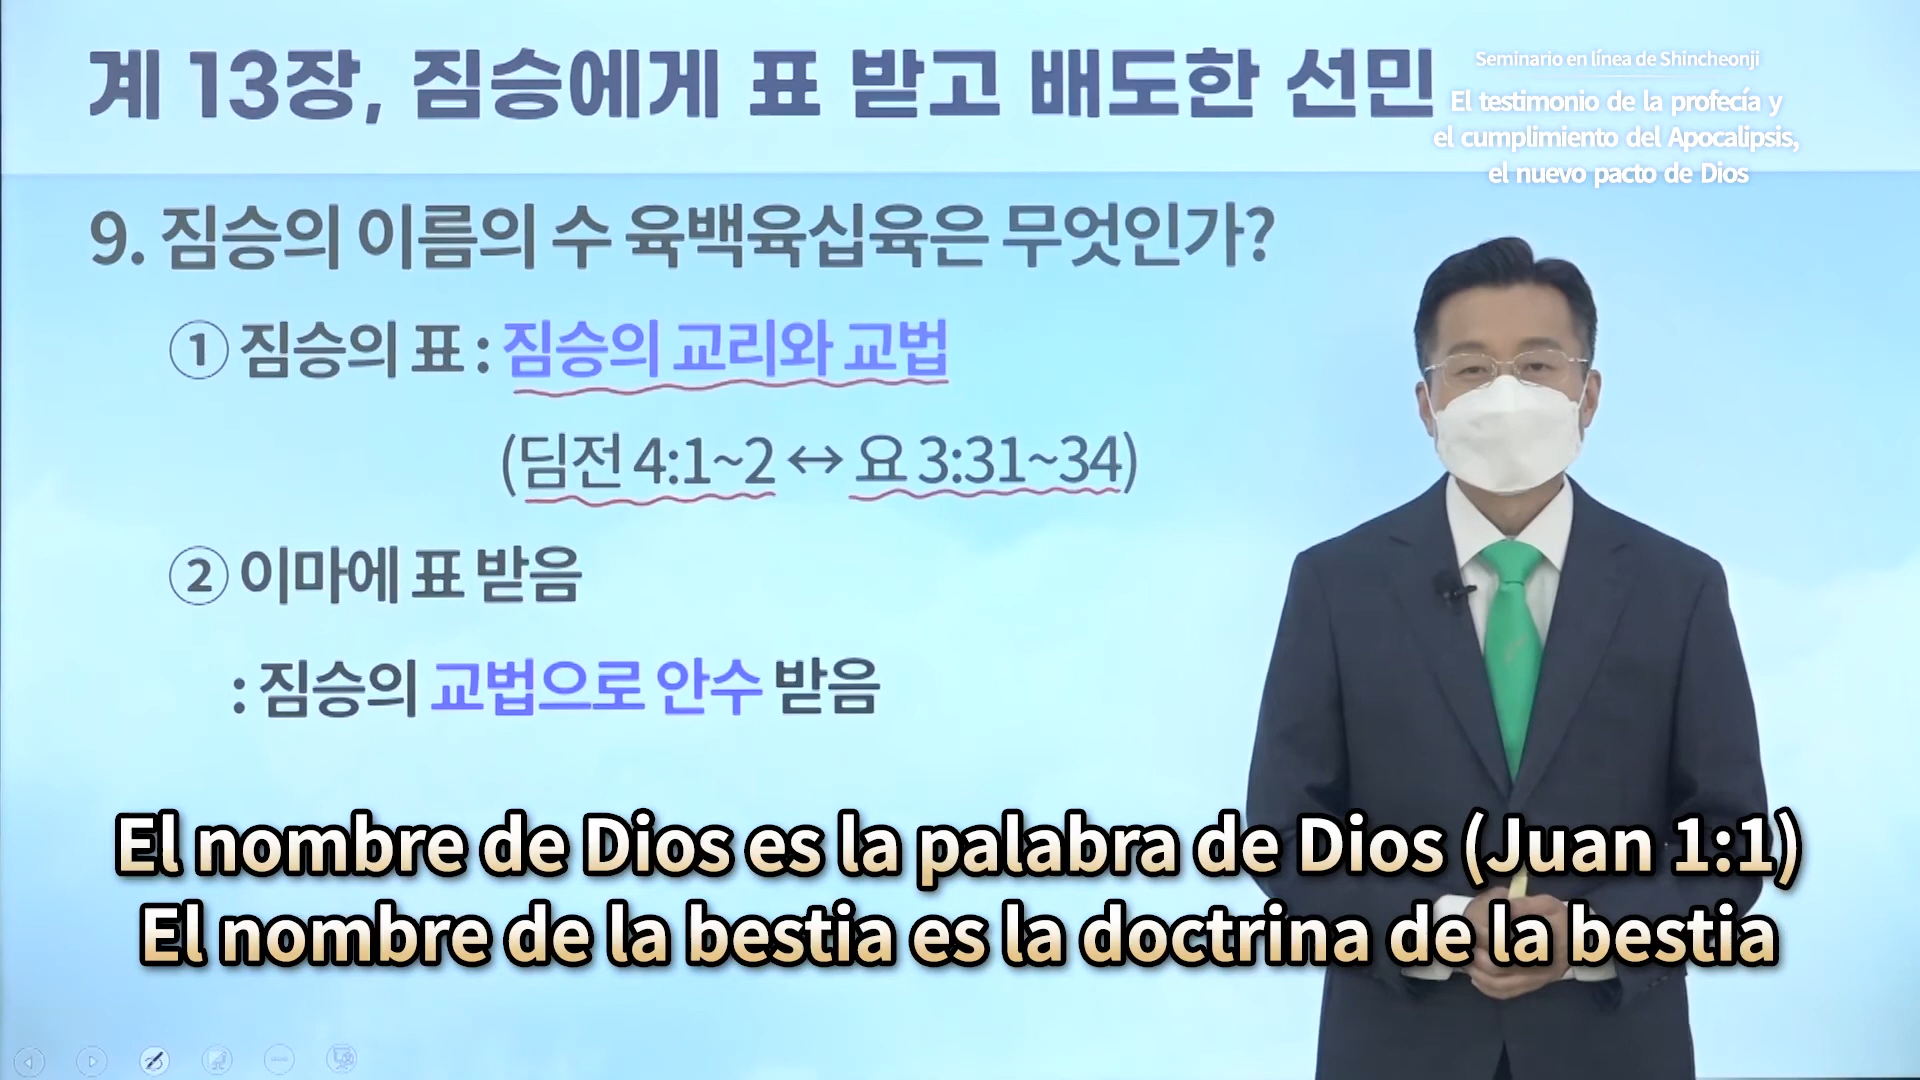 계 13장, 짐승에게 표 받고 배도한 선민
Seminario en línea de Shincheonji
El testimonio de la profecía y
el cumplimiento del Apocalipsis,
el nuevo pacto de Dios
9. 짐승의 이름의 수 육백육십육은 무엇인가?
① 짐승의 표 : 짐승의 교리와 교법
(딤전 4:1~2 ↔ 요 3:31~34)
② 이마에 표 받음
: 짐승의 교법으로 안수 받음
El nombre de Dios es la palabra de Dios (Juan 1:1)
El nombre de la bestia es la doctrina de la bestia